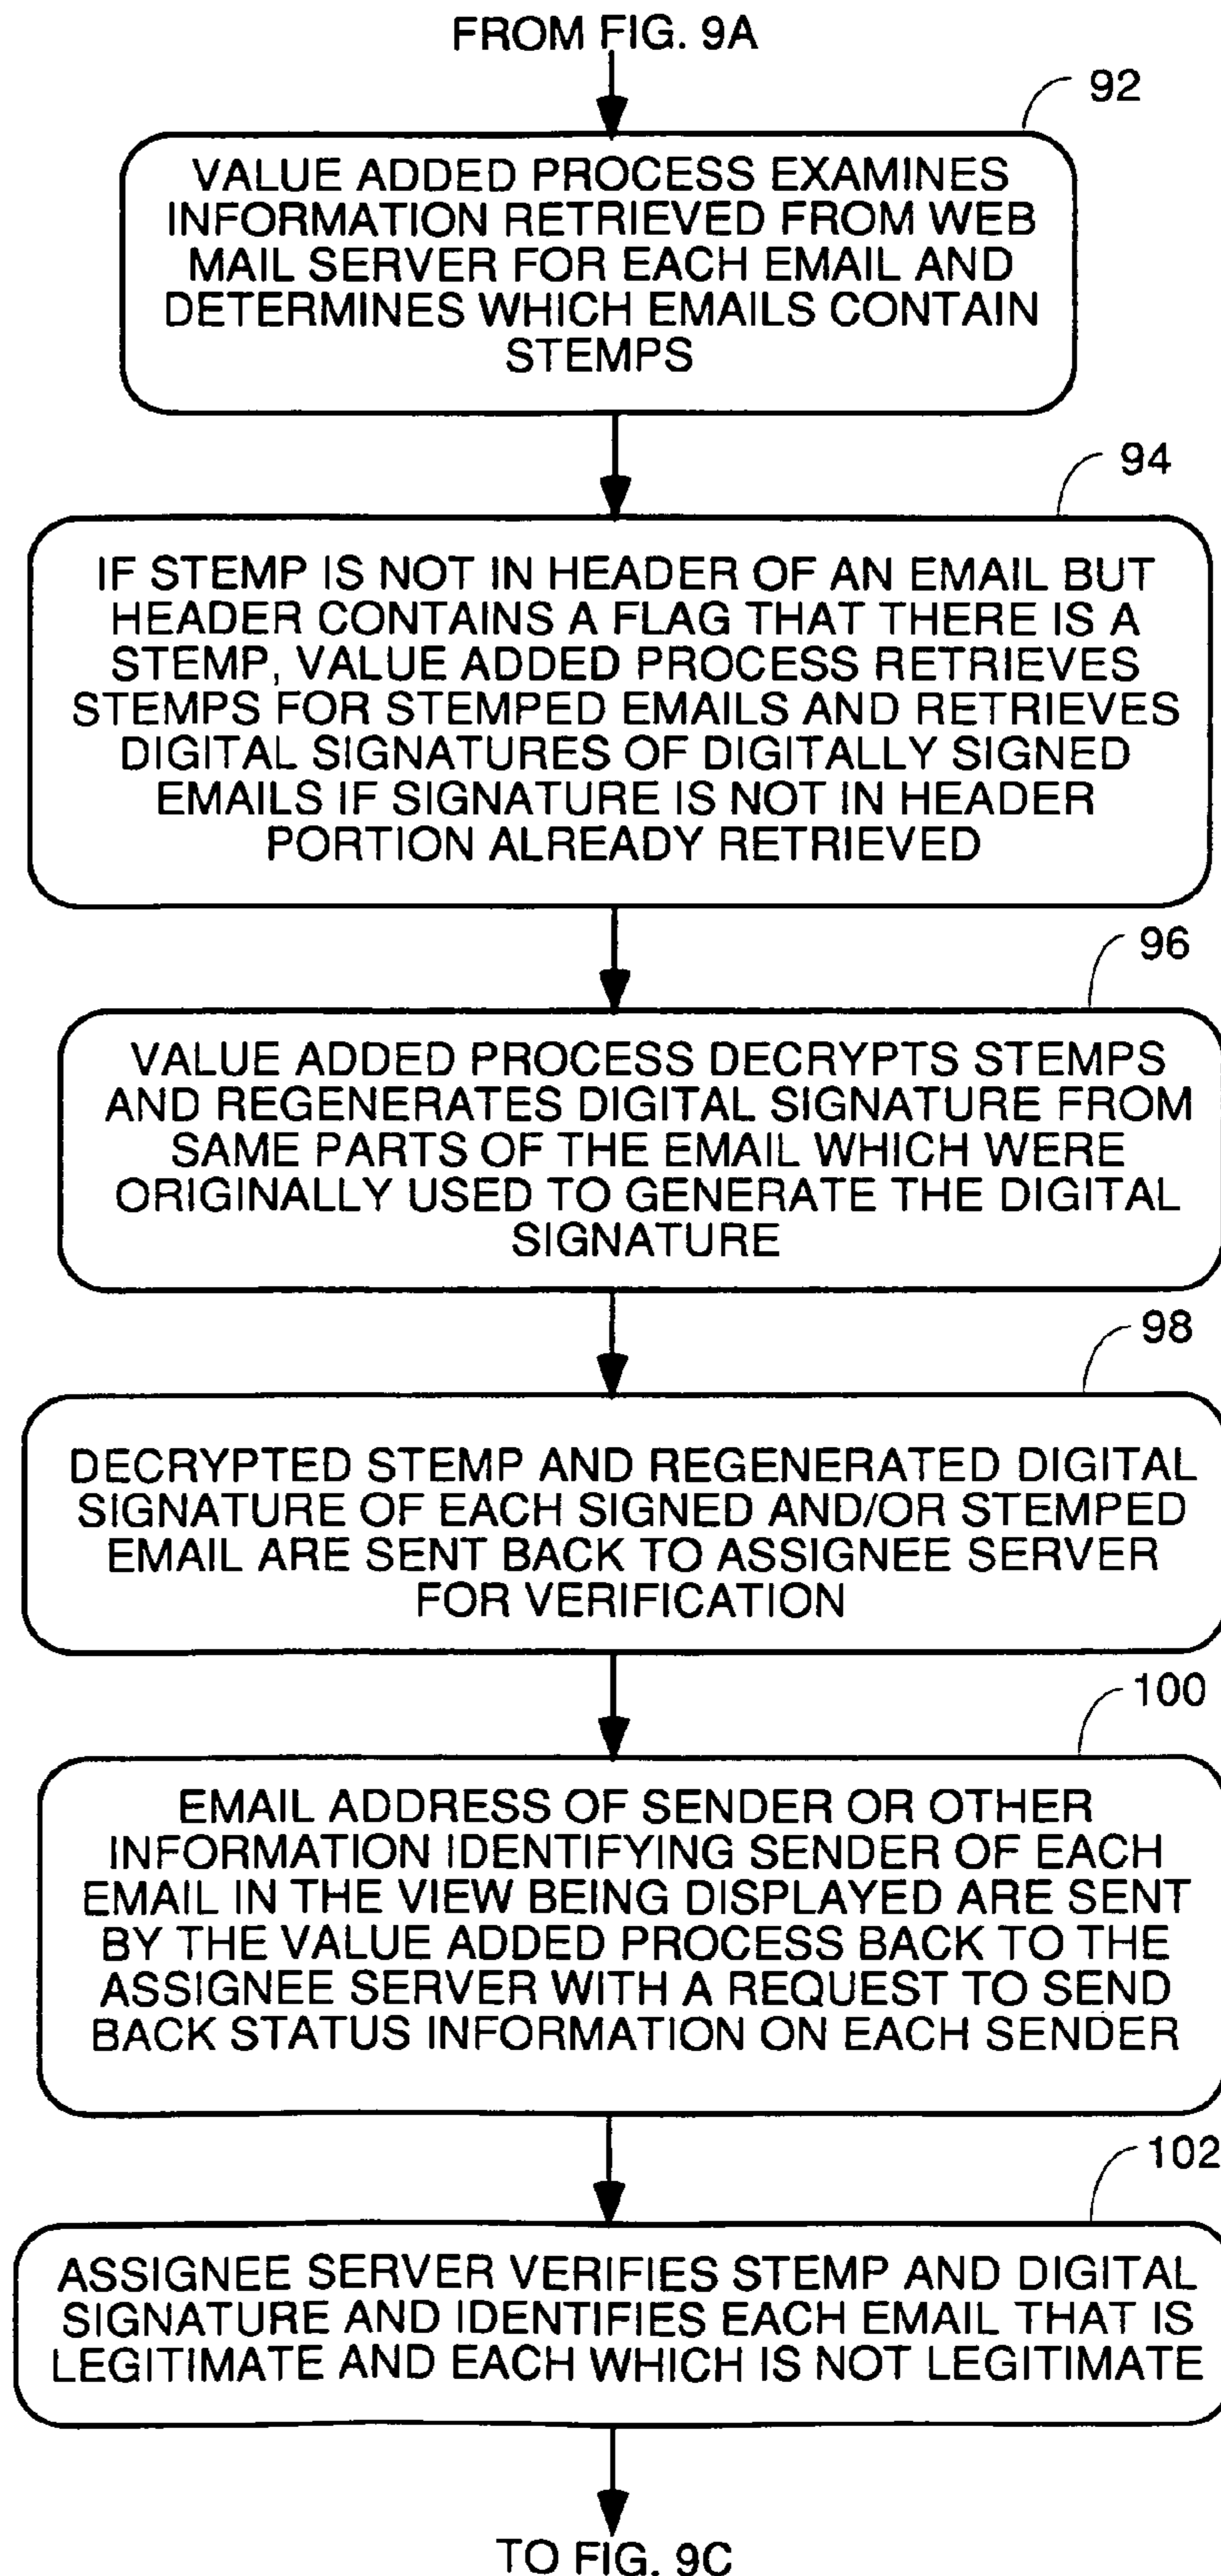 FROM FIG. 9A
92
VALUE ADDED PROCESS EXAMINES
INFORMATION RETRIEVED FROM WEB
MAIL SERVER FOR EACH EMAIL AND
DETERMINES WHICH EMAILS CONTAIN
STEMPS
94
IF STEMP IS NOT IN HEADER OF AN EMAIL BUT
HEADER CONTAINS A FLAG THAT THERE IS A
STEMP, VALUE ADDED PROCESS RETRIEVES
STEMPS FOR STEMPED EMAILS AND RETRIEVES
DIGITAL SIGNATURES OF DIGITALLY SIGNED
EMAILS IF SIGNATURE IS NOT IN HEADER
PORTION ALREADY RETRIEVED
96
VALUE ADDED PROCESS DECRYPTS STEMPS
AND REGENERATES DIGITAL SIGNATURE FROM
SAME PARTS OF THE EMAIL WHICH WERE
ORIGINALLY USED TO GENERATE THE DIGITAL
SIGNATURE
98
DECRYPTED STEMP AND REGENERATED DIGITAL
SIGNATURE OF EACH SIGNED AND/OR STEMPED
EMAIL ARE SENT BACK TO ASSIGNEE SERVER
FOR VERIFICATION
100
EMAIL ADDRESS OF SENDER OR OTHER
INFORMATION IDENTIFYING SENDER OF EACH
EMAIL IN THE VIEW BEING DISPLAYED ARE SENT
BY THE VALUE ADDED PROCESS BACK TO THE
ASSIGNEE SERVER WITH A REQUEST TO SEND
BACK STATUS INFORMATION ON EACH SENDER
102
ASSIGNEE SERVER VERIFIES STEMP AND DIGITAL
SIGNATURE AND IDENTIFIES EACH EMAIL THAT IS
LEGITIMATE AND EACH WHICH IS NOT LEGITIMATE
TO FIG. 9C